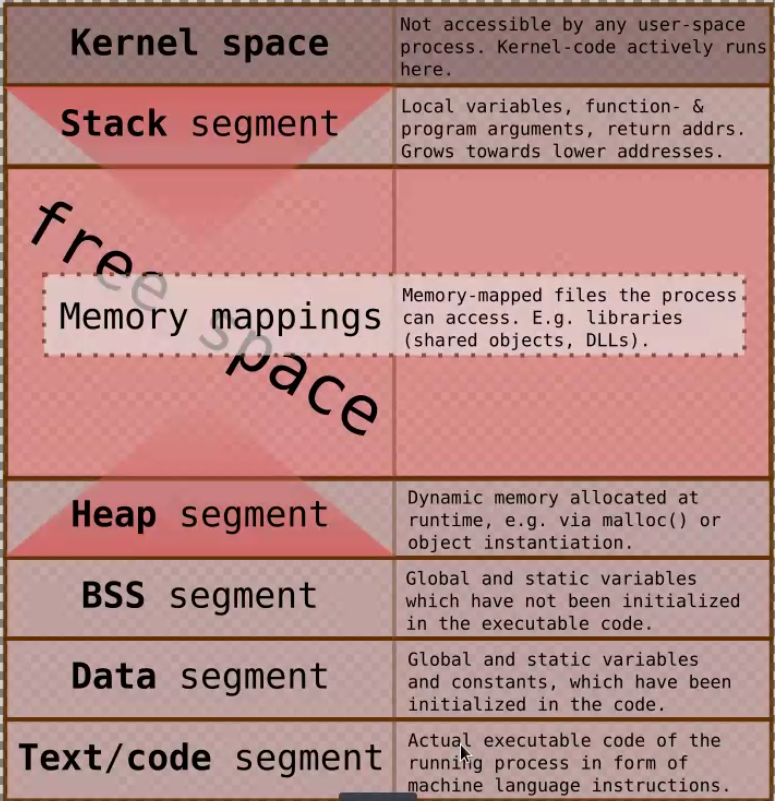 Kernel space
Not accessible by any user-space
process. Kernel-code actively runs
here.
Stack segment
Local variables, function- &
program arguments, return addrs.
Grows towards lower addresses.
free space
Memory mappings
Memory-mapped files the process
can access. E.g. libraries
(shared objects, DLLs).
Heap segment
Dynamic memory allocated at
runtime, e.g. via malloc() or
object instantiation.
BSS segment
Global and static variables
which have not been initialized
in the executable code.
Data segment
Global and static variables
and constants, which have been
initialized in the code.
Text/code segment
Actual executable code of the
running process in form of
machine language instructions.